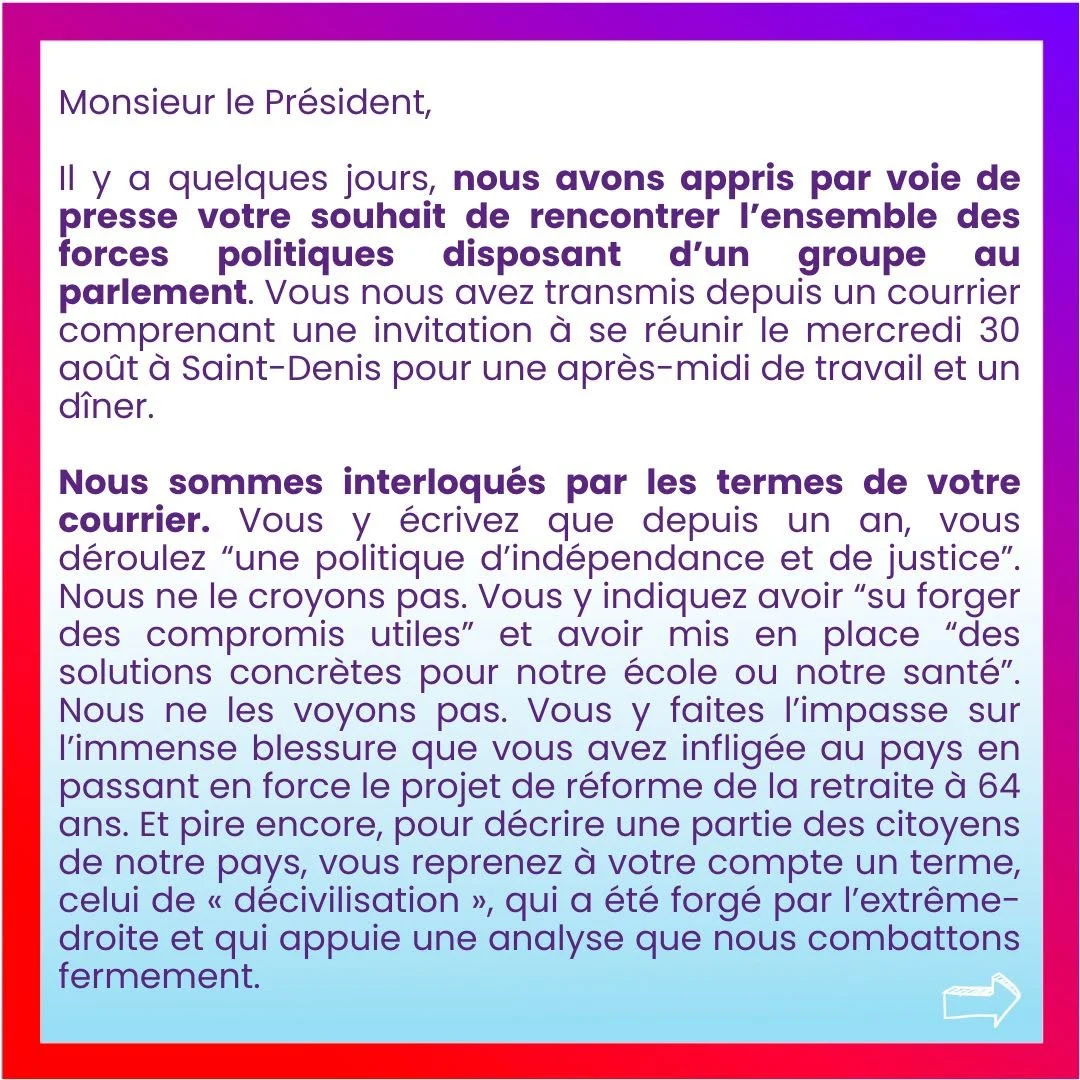 Monsieur le Président,
Il y a quelques jours, nous avons appris par voie de
presse votre souhait de rencontrer l’ensemble des
forces politiques disposant d’un groupe au
parlement. Vous nous avez transmis depuis un courrier
comprenant une invitation à se réunir le mercredi 30
août à Saint-Denis pour une après-midi de travail et un
dîner.
Nous sommes interloqués par les termes de votre
courrier. Vous y écrivez que depuis un an, vous
déroulez “une politique d’indépendance et de justice”.
Nous ne le croyons pas. Vous y indiquez avoir “su forger
des compromis utiles” et avoir mis en place “des
solutions concrètes pour notre école ou notre santé”.
Nous ne les voyons pas. Vous y faites l’impasse sur
l’immense blessure que vous avez infligée au pays en
passant en force le projet de réforme de la retraite à 64
ans. Et pire encore, pour décrire une partie des citoyens
de notre pays, vous reprenez à votre compte un terme,
celui de « décivilisation », qui a été forgé par l’extrême-
droite et qui appuie une analyse que nous combattons
fermement.